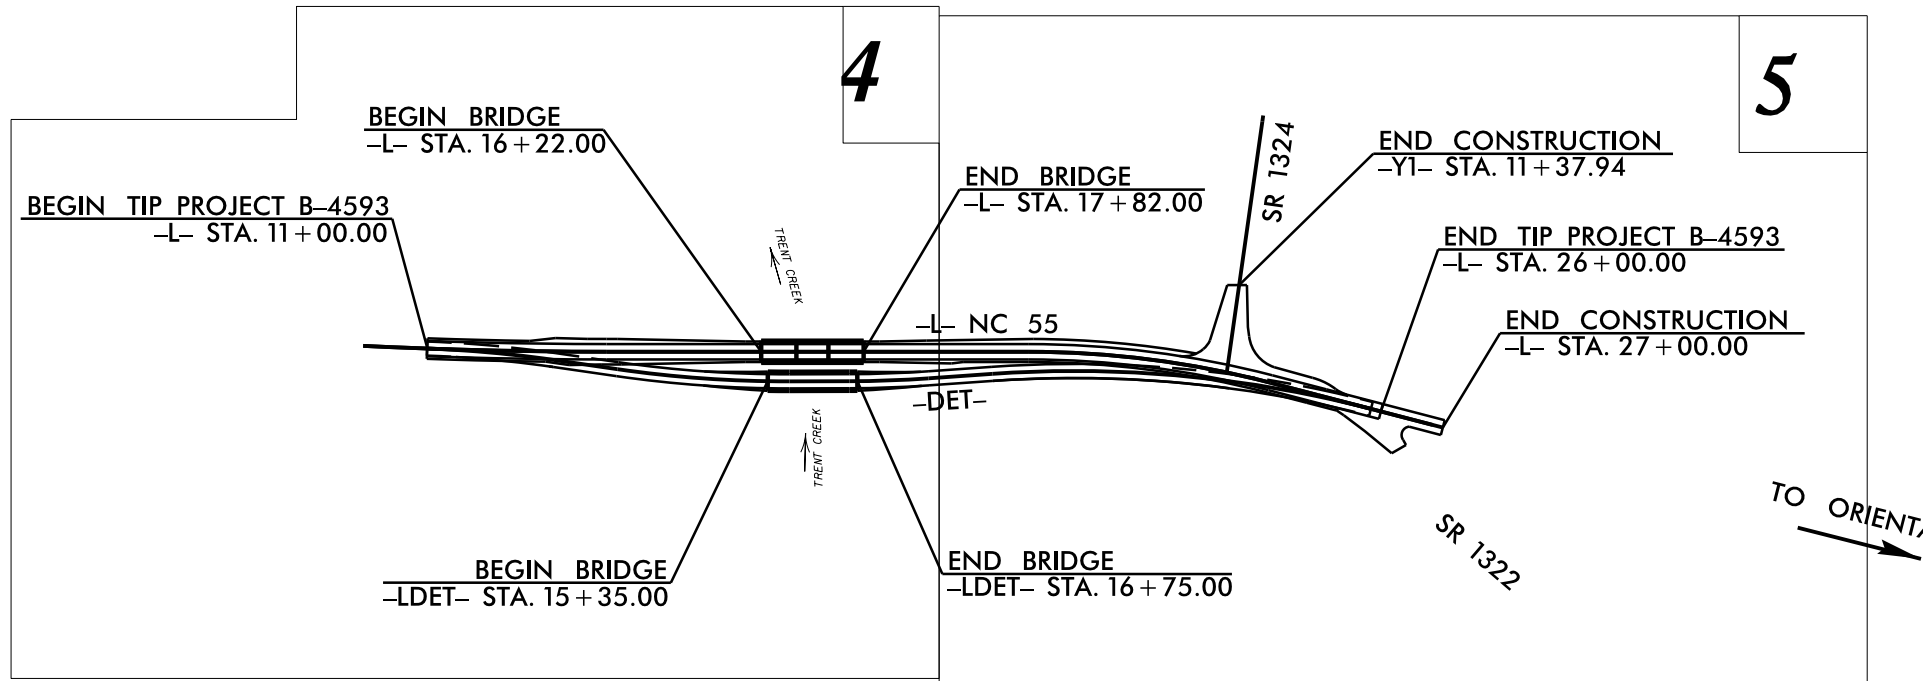 4
5
BEGIN BRIDGE
–L– STA. 16+22.00
BEGIN TIP PROJECT B–4593
–L– STA. 11+00.00
END BRIDGE
–L– STA. 17+82.00
SR 1324
END CONSTRUCTION
–Y1– STA. 11+37.94
END TIP PROJECT B–4593
–L– STA. 26+00.00
END CONSTRUCTION
–L– STA. 27+00.00
TRENT CREEK
–L– NC 55
–DET–
TRENT CREEK
BEGIN BRIDGE
–LDET– STA. 15+35.00
END BRIDGE
–LDET– STA. 16+75.00
SR 1322
TO